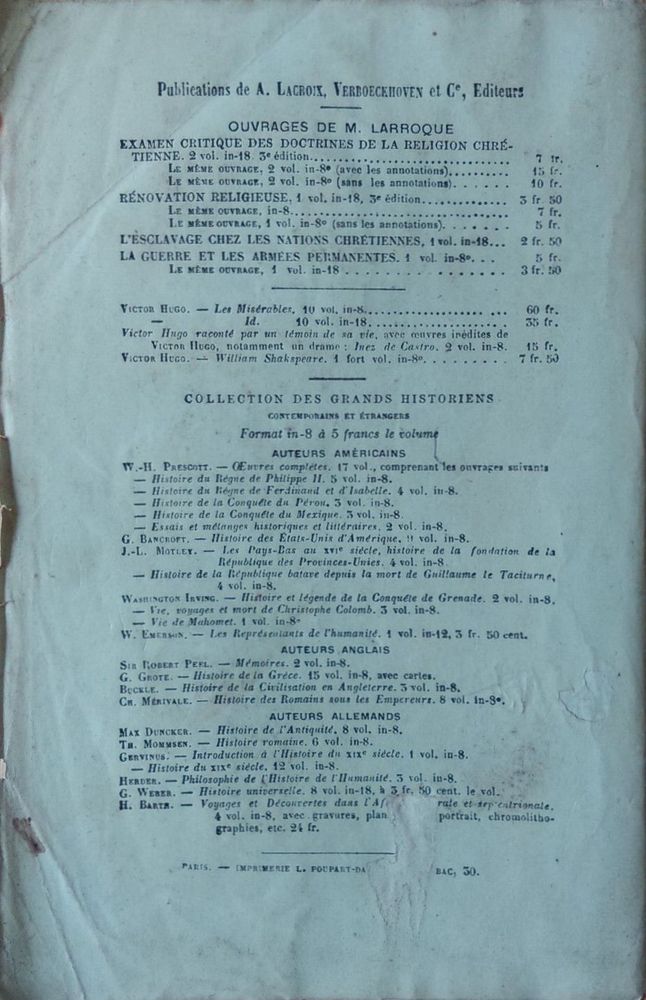 Publications de A. LACROIX, VERBOECKHOVEN et Cᵉ, Editeurs
OUVRAGES DE M. LARROQUE
EXAMEN CRITIQUE DES DOCTRINES DE LA RELIGION CHRÉ-
TIENNE. 2 vol. in-18. 3ᵉ édition.................... 7 fr.
LE MÊME OUVRAGE, 2 vol. in-8º (avec les annotations).......... 15 fr.
LE MÊME OUVRAGE, 2 vol. in-8º (sans les annotations)...... 10 fr.
RÉNOVATION RELIGIEUSE, 1 vol. in-18, 3ᵉ édition............. 3 fr. 50
LE MÊME OUVRAGE, in-8.................... 7 fr.
LE MÊME OUVRAGE, 1 vol. in-8º (sans les annotations)....... 5 fr.
L'ESCLAVAGE CHEZ LES NATIONS CHRÉTIENNES, 1 vol. in-18... 2 fr. 50
LA GUERRE ET LES ARMÉES PERMANENTES. 1 vol. in-8º... 5 fr.
LE MÊME OUVRAGE, 1 vol. in-18............... 3 fr. 50
VICTOR HUGO. — Les Misérables. 10 vol. in-8.................... 60 fr.
— Id. 10 vol. in-18.................... 35 fr.
Victor Hugo raconté par un témoin de sa vie, avec œuvres inédites de
VICTOR HUGO, notamment un drame : Inez de Castro. 2 vol. in-8. 15 fr.
VICTOR HUGO. — William Shakspeare. 1 fort vol. in-8º......... 7 fr. 50
COLLECTION DES GRANDS HISTORIENS
CONTEMPORAINS ET ÉTRANGERS
Format in-8 à 5 francs le volume
AUTEURS AMÉRICAINS
W.-H. PRESCOTT. — Œuvres complètes. 17 vol., comprenant les ouvrages suivants
— Histoire du Règne de Philippe II. 5 vol. in-8.
— Histoire du Règne de Ferdinand et d'Isabelle. 4 vol. in-8.
— Histoire de la Conquête du Pérou. 3 vol. in-8.
— Histoire de la Conquête du Mexique. 3 vol. in-8.
— Essais et mélanges historiques et littéraires. 2 vol. in-8.
G. BANCROFT. — Histoire des Etats-Unis d'Amérique. 9 vol. in-8.
J.-L. MOTLEY. — Les Pays-Bas au XVIᵉ siècle, histoire de la fondation de la
République des Provinces-Unies. 4 vol. in-8.
— Histoire de la République batave depuis la mort de Guillaume le Taciturne,
4 vol. in-8.
WASHINGTON IRVING. — Histoire et légende de la Conquête de Grenade. 2 vol. in-8.
— Vie, voyages et mort de Christophe Colomb. 3 vol. in-8.
— Vie de Mahomet. 1 vol. in-8º
W. EMERSON. — Les Représentants de l'humanité. 1 vol. in-12, 3 fr. 50 cent.
AUTEURS ANGLAIS
SIR ROBERT PEEL. — Mémoires. 2 vol. in-8.
G. GROTE. — Histoire de la Grèce. 15 vol. in-8, avec cartes.
BUCKLE. — Histoire de la Civilisation en Angleterre. 5 vol. in-8.
CH. MÉRIVALE. — Histoire des Romains sous les Empereurs. 8 vol. in-8º.
AUTEURS ALLEMANDS
MAX DUNCKER. — Histoire de l'Antiquité. 8 vol. in-8.
TH. MOMMSEN. — Histoire romaine. 6 vol. in-8.
GERVINUS. — Introduction à l'Histoire du XIXᵉ siècle. 1 vol. in-8.
— Histoire du XIXᵉ siècle. 12 vol. in-8.
HERDER. — Philosophie de l'Histoire de l'Humanité. 3 vol. in-8.
G. WEBER. — Histoire universelle. 8 vol. in-18, à 3 fr. 50 cent. le vol.
H. BARTH. — Voyages et Découvertes dans l'Af rale et septentrionale.
4 vol. in-8, avec gravures, plan portrait, chromolitho-
graphies, etc. 24 fr.
PARIS. — IMPRIMERIE L. POUPART-DA BAC, 30.